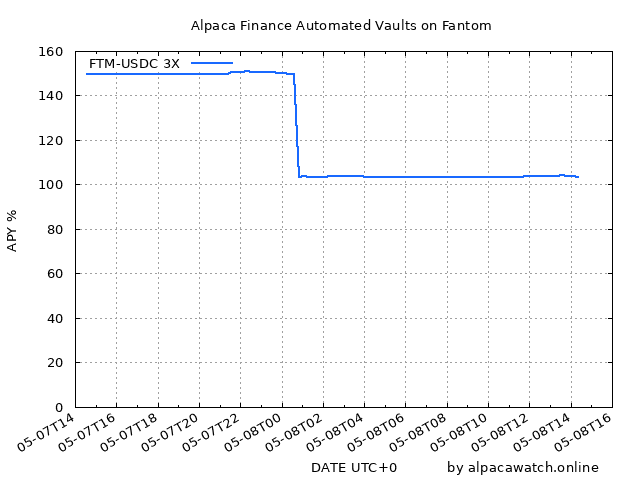 Alpaca Finance Automated Vaults on Fantom
FTM-USDC 3X
APY %
160
140
120
100
80
60
40
20
0
05-07T14
05-07T16
05-07T18
05-07T20
05-07T22
05-08T00
05-08T02
05-08T04
05-08T06
05-08T08
05-08T10
05-08T12
05-08T14
05-08T16
DATE UTC+0
by alpacawatch.online